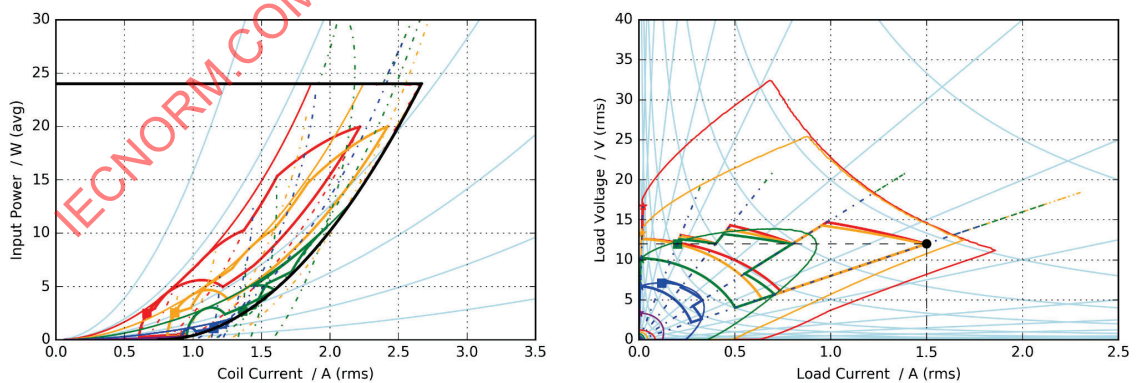 IECNORM.COM
30
25
20
15
10
5
0
Input Power / W (avg)
0.0 0.5 1.0 1.5 2.0 2.5 3.0 3.5
Coil Current / A (rms)
40
35
30
25
20
15
10
5
0
Load Voltage / V (rms)
0.0 0.5 1.0 1.5 2.0 2.5
Load Current / A (rms)